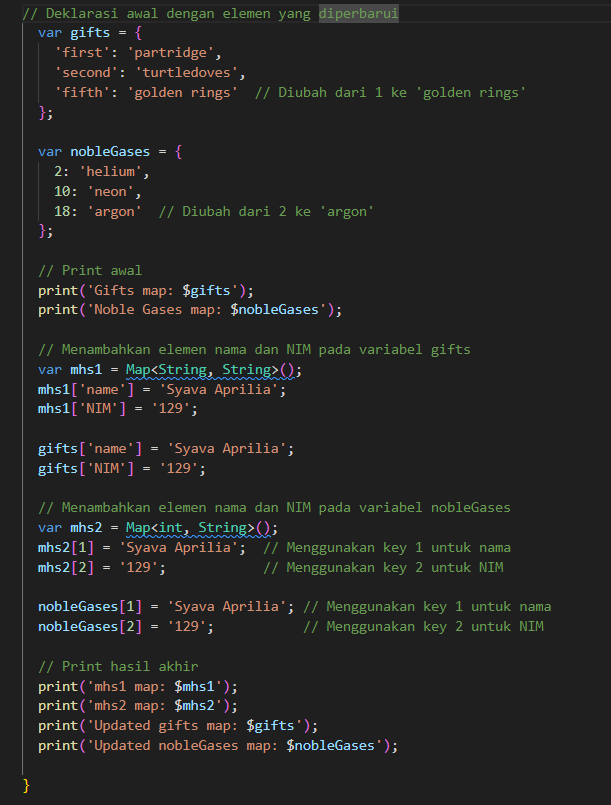 // Deklarasi awal dengan elemen yang diperbarui
var gifts = {
'first': 'partridge',
'second': 'turtledoves',
'fifth': 'golden rings'  // Diubah dari 1 ke 'golden rings'
};
var nobleGases = {
2: 'helium',
10: 'neon',
18: 'argon'  // Diubah dari 2 ke 'argon'
};
// Print awal
print('Gifts map: $gifts');
print('Noble Gases map: $nobleGases');
// Menambahkan elemen nama dan NIM pada variabel gifts
var mhs1 = Map<String, String>();
mhs1['name'] = 'Syava Aprilia';
mhs1['NIM'] = '129';
gifts['name'] = 'Syava Aprilia';
gifts['NIM'] = '129';
// Menambahkan elemen nama dan NIM pada variabel nobleGases
var mhs2 = Map<int, String>();
mhs2[1] = 'Syava Aprilia';  // Menggunakan key 1 untuk nama
mhs2[2] = '129';            // Menggunakan key 2 untuk NIM
nobleGases[1] = 'Syava Aprilia'; // Menggunakan key 1 untuk nama
nobleGases[2] = '129';           // Menggunakan key 2 untuk NIM
// Print hasil akhir
print('mhs1 map: $mhs1');
print('mhs2 map: $mhs2');
print('Updated gifts map: $gifts');
print('Updated nobleGases map: $nobleGases');
}